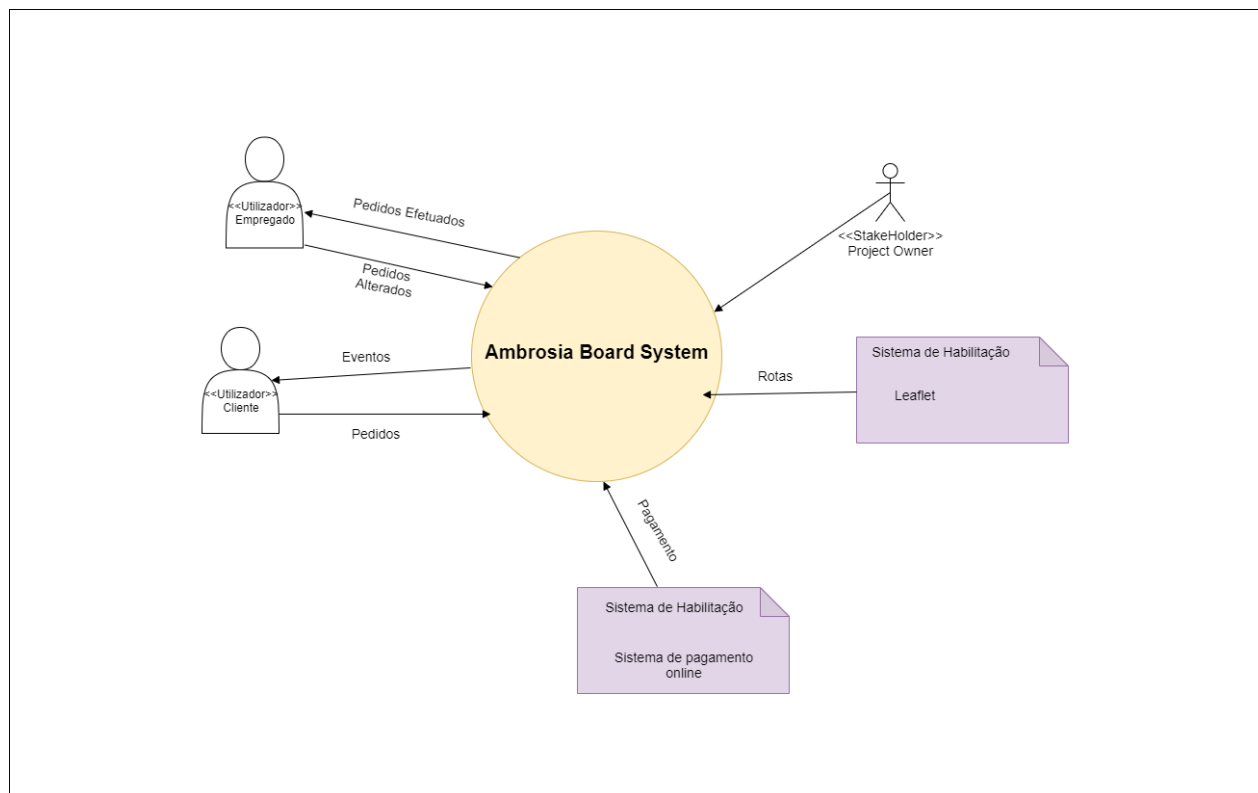 <<Utilizador>>
Empregado
Pedidos Efetuados
Pedidos
Alterados
<<StakeHolder>>
Project Owner
Ambrosia Board System
Eventos
<<Utilizador>>
Cliente
Pedidos
Rotas
Sistema de Habilitação
Leaflet
Pagamento
Sistema de Habilitação
Sistema de pagamento
online